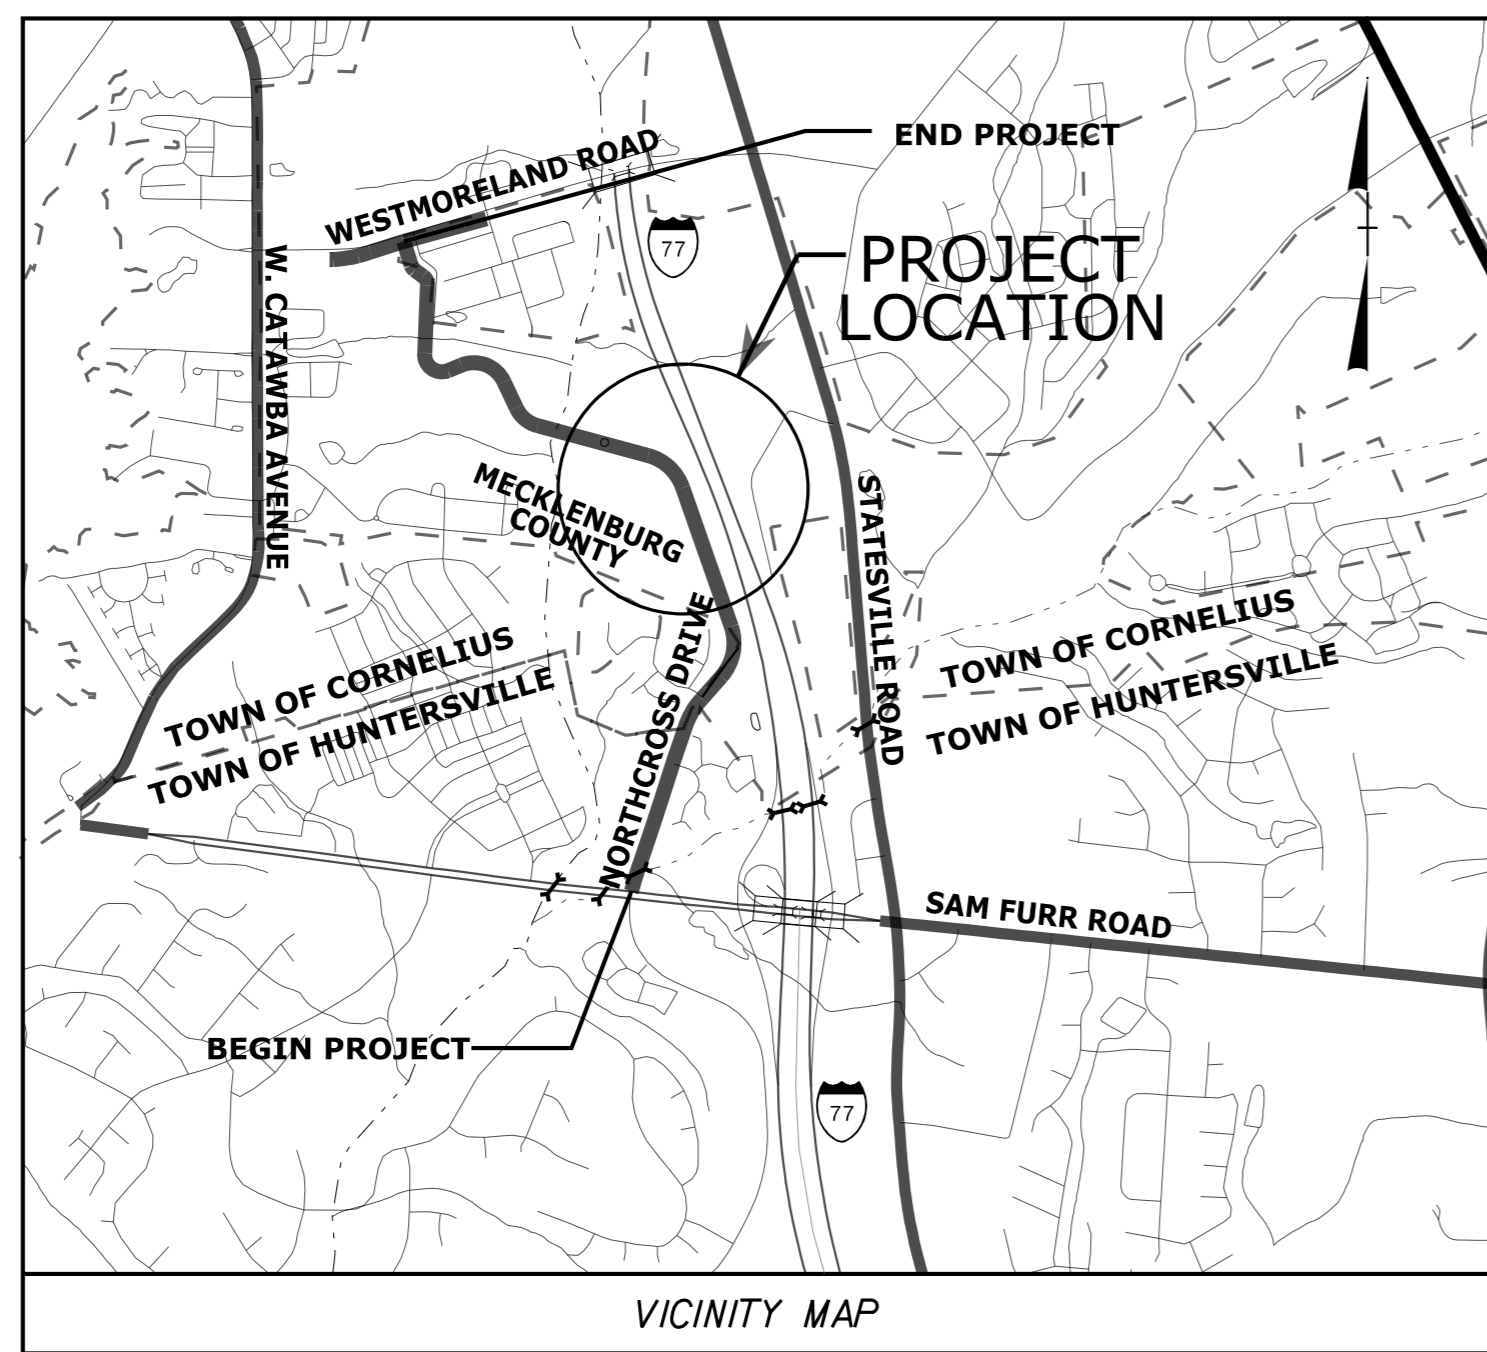 END PROJECT
WESTMORELAND ROAD
77
PROJECT
LOCATION
W. CATAWBA AVENUE
MECKLENBURG
COUNTY
STATESVILLE ROAD
NORTHCROSS DRIVE
TOWN OF CORNELIUS
TOWN OF HUNTERSVILLE
TOWN OF CORNELIUS
TOWN OF HUNTERSVILLE
SAM FURR ROAD
BEGIN PROJECT
77
VICINITY MAP